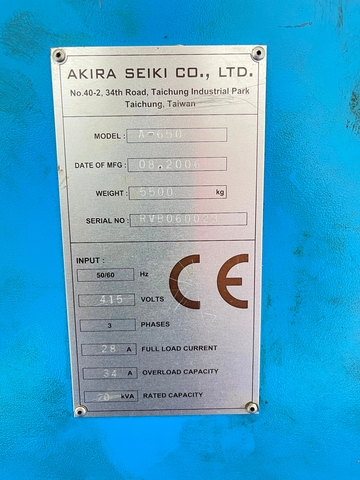 AKIRA SEIKI CO., LTD.
No.40-2, 34th Road, Taichung Industrial Park
Taichung, Taiwan
MODEL :
DATE OF MFG :
WEIGHT : 5500 kg
SERIAL NO :
INPUT :
50/60 Hz
415 VOLTS
3 PHASES
28 A FULL LOAD CURRENT
34 A OVERLOAD CAPACITY
20 kVA RATED CAPACITY
CE